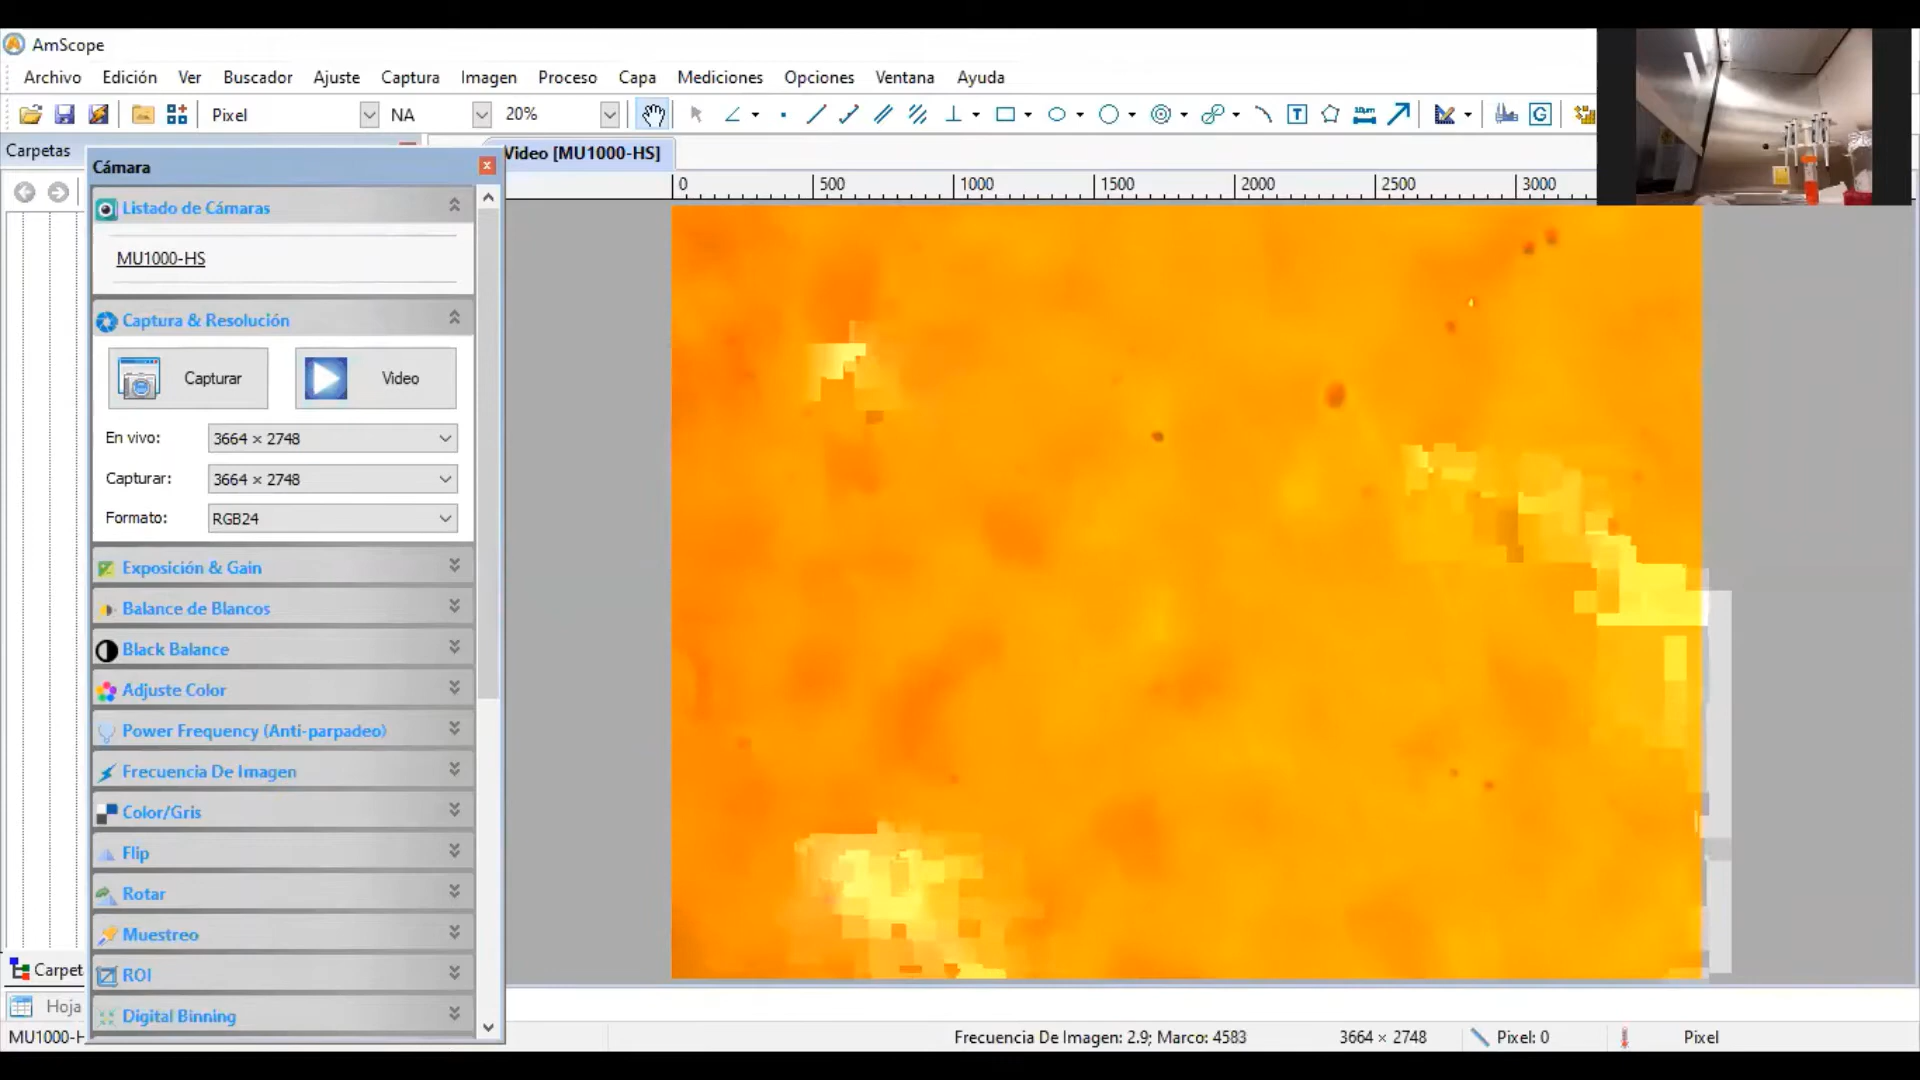 AmScope
Archivo Edición Ver Buscador Ajuste Captura Imagen Proceso Capa Mediciones Opciones Ventana Ayuda
Pixel NA 20%
Carpetas
Cámara
Video [MU1000-HS]
0 500 1000 1500 2000 2500 3000
Listado de Cámaras
MU1000-HS
Captura & Resolución
Capturar Video
En vivo: 3664 × 2748
Capturar: 3664 × 2748
Formato: RGB24
Exposición & Gain
Balance de Blancos
Black Balance
Adjuste Color
Power Frequency (Anti-parpadeo)
Frecuencia De Imagen
Color/Gris
Flip
Rotar
Muestreo
ROI
Digital Binning
Carpet
Hoja
MU1000-H
Frecuencia De Imagen: 2.9; Marco: 4583 3664 × 2748 Pixel: 0 Pixel